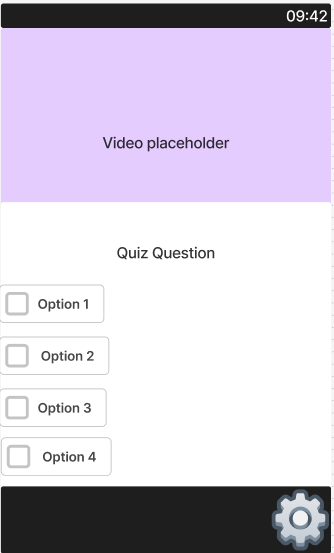 09:42
Video placeholder
Quiz Question
Option 1
Option 2
Option 3
Option 4